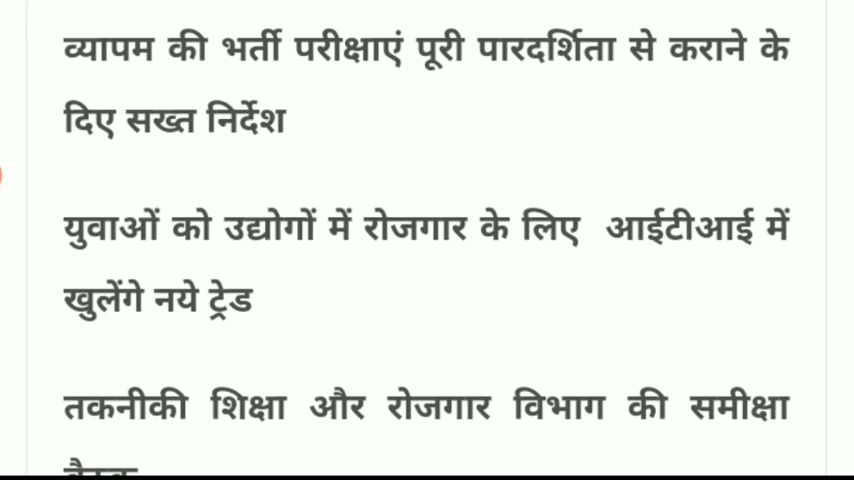 व्यापम की भर्ती परीक्षाएं पूरी पारदर्शिता से कराने के
दिए सख्त निर्देश
युवाओं को उद्योगों में रोजगार के लिए आईटीआई में
खुलेंगे नये ट्रेड
तकनीकी शिक्षा और रोजगार विभाग की समीक्षा